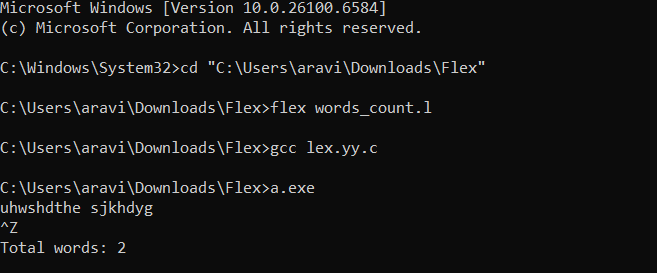 Microsoft Windows [Version 10.0.26100.6584]
(c) Microsoft Corporation. All rights reserved.
C:\Windows\System32>cd "C:\Users\aravi\Downloads\Flex"
C:\Users\aravi\Downloads\Flex>flex words_count.l
C:\Users\aravi\Downloads\Flex>gcc lex.yy.c
C:\Users\aravi\Downloads\Flex>a.exe
uhwshdthe sjkhdyg
^Z
Total words: 2